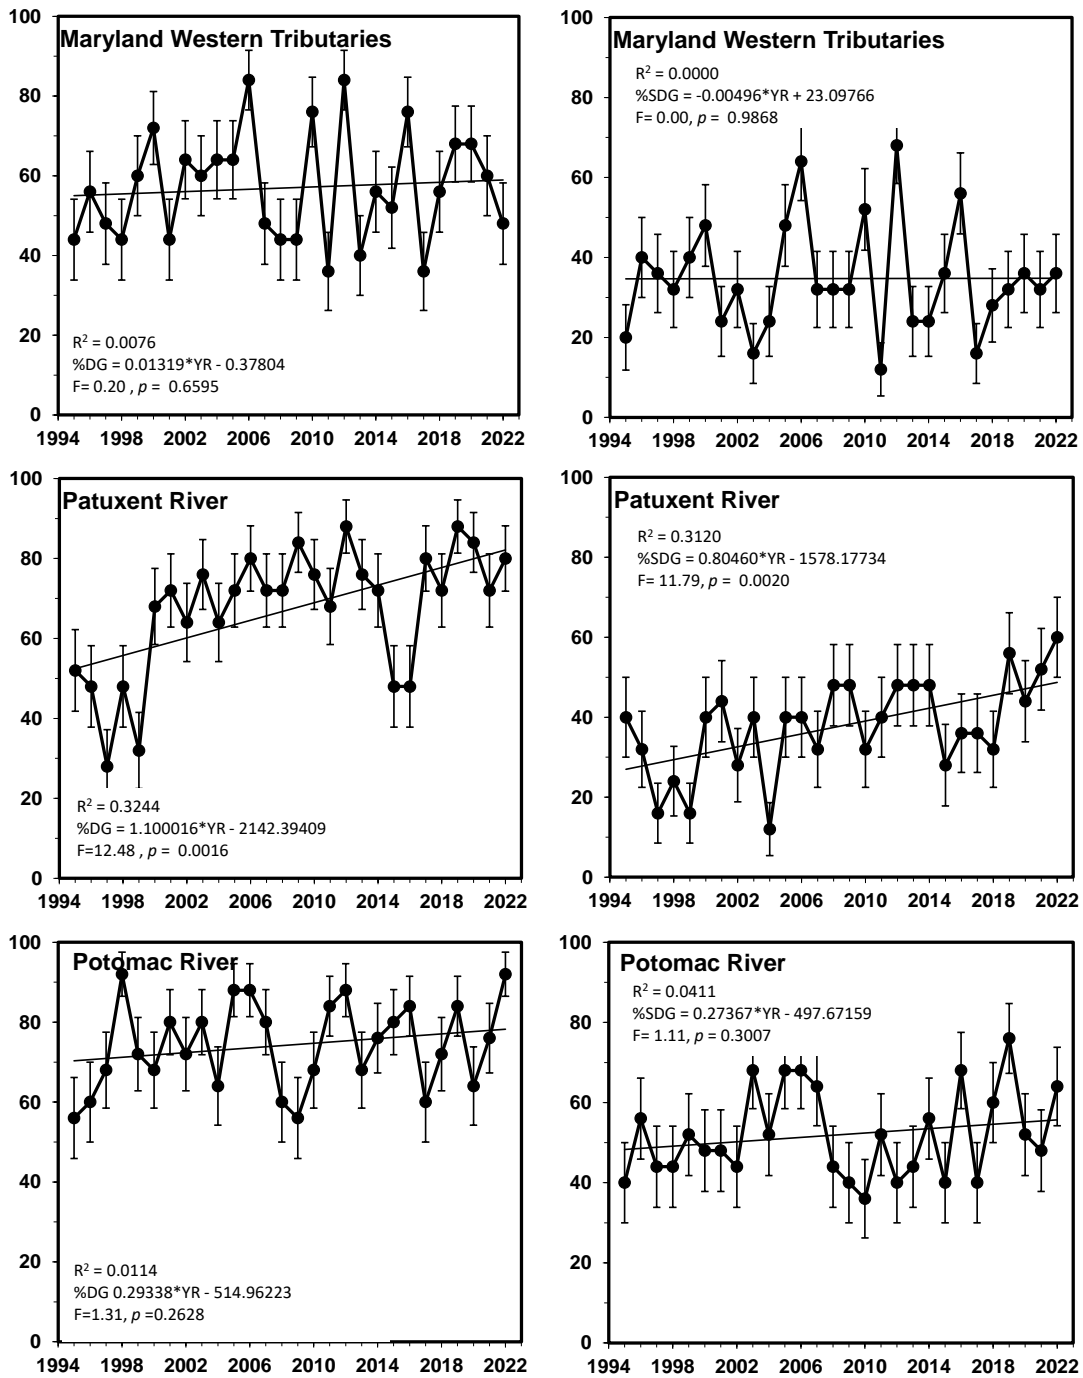 100
80
60
40
20
0
Maryland Western Tributaries
R² = 0.0076
%DG = 0.01319*YR - 0.37804
F= 0.20 , p = 0.6595
1994 1998 2002 2006 2010 2014 2018 2022
100
80
60
40
20
0
Maryland Western Tributaries
R² = 0.0000
%SDG = -0.00496*YR + 23.09766
F= 0.00, p = 0.9868
1994 1998 2002 2006 2010 2014 2018 2022
100
80
60
40
20
0
Patuxent River
R² = 0.3244
%DG = 1.100016*YR - 2142.39409
F=12.48 , p = 0.0016
1994 1998 2002 2006 2010 2014 2018 2022
100
80
60
40
20
0
Patuxent River
R² = 0.3120
%SDG = 0.80460*YR - 1578.17734
F= 11.79, p = 0.0020
1994 1998 2002 2006 2010 2014 2018 2022
100
80
60
40
20
0
Potomac River
R² = 0.0114
%DG 0.29338*YR - 514.96223
F=1.31, p =0.2628
1994 1998 2002 2006 2010 2014 2018 2022
100
80
60
40
20
0
Potomac River
R² = 0.0411
%SDG = 0.27367*YR - 497.67159
F= 1.11, p = 0.3007
1994 1998 2002 2006 2010 2014 2018 2022